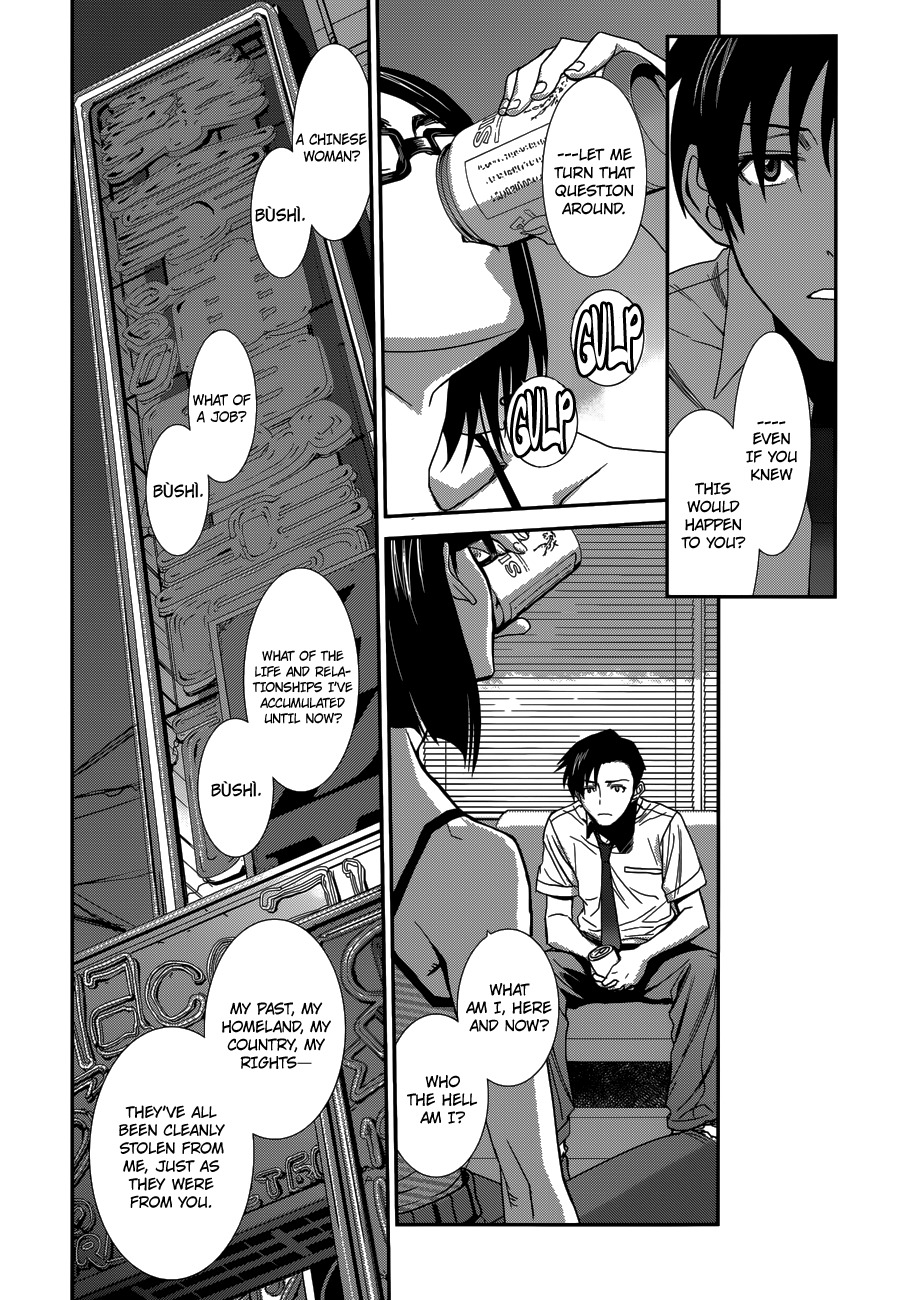 ----
EVEN
IF YOU
KNEW
THIS
WOULD
HAPPEN
TO YOU?
---LET ME
TURN THAT
QUESTION
AROUND.
GULP
GULP
WHAT
AM I, HERE
AND NOW?
WHO
THE HELL
AM I?
A CHINESE
WOMAN?
BÙSHÌ.
WHAT OF
A JOB?
BÙSHÌ.
WHAT OF THE
LIFE AND RELA-
TIONSHIPS I'VE
ACCUMULATED
UNTIL NOW?
BÙSHÌ.
MY PAST, MY
HOMELAND, MY
COUNTRY, MY
RIGHTS—
THEY'VE ALL
BEEN CLEANLY
STOLEN FROM
ME, JUST AS
THEY WERE
FROM YOU.